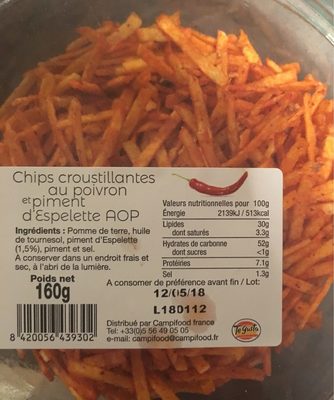 Chips croustillantes
au poivron
et piment
d'Espelette AOP
Ingrédients : Pomme de terre, huile
de tournesol, piment d'Espelette
(1,5%), piment et sel.
A conserver dans un endroit frais et
sec, à l'abri de la lumière.
Poids net
160g
8 420056 439302
Valeurs nutritionnelles pour 100g
Énergie 2139kJ / 513kcal
Lipides 30g
dont saturés 3.3g
Hydrates de carbonne 52g
dont sucres <1g
Protéines 7.1g
Sel 1.3g
A consomer de préférence avant fin / Lot:
12/05/18
L180112
Distribué par Campifood france
Tel: +33(0)5 56 49 05 05
e-mail: campifood@campifood.fr
Te Gusta